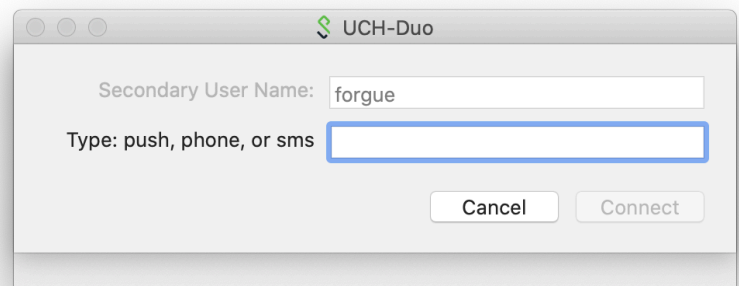 UCH-Duo
Secondary User Name: forgue
Type: push, phone, or sms
Cancel Connect